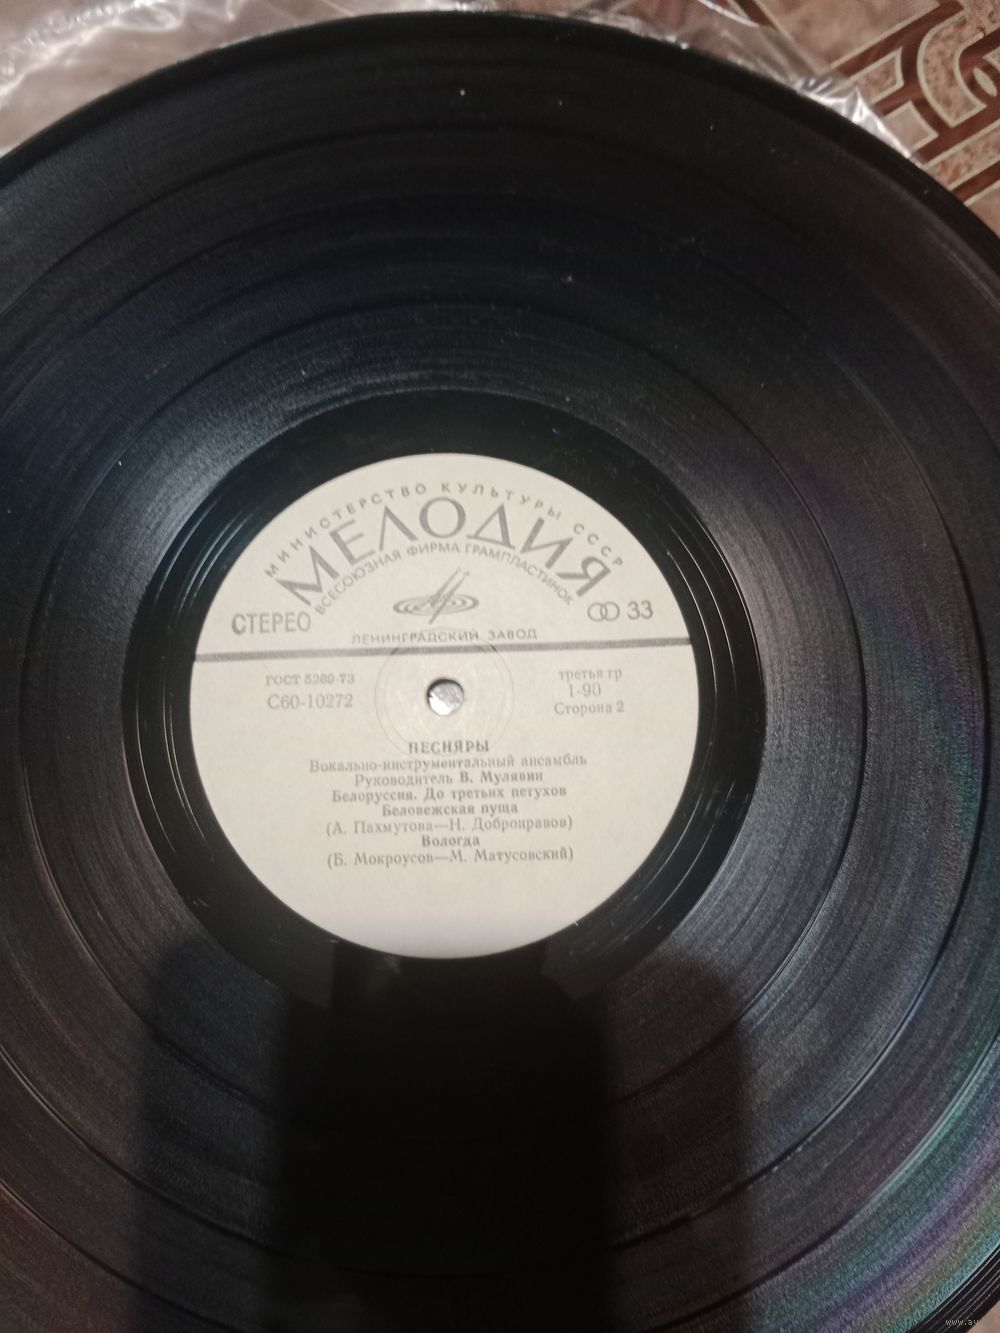 МИНИСТЕРСТВО КУЛЬТУРЫ СССР
МЕЛОДИЯ
ВСЕСОЮЗНАЯ ФИРМА ГРАМПЛАСТИНОК
СТЕРЕО
33
ЛЕНИНГРАДСКИЙ ЗАВОД
ГОСТ 5289-73
С60-10272
третья гр
1-90
Сторона 2
ПЕСНЯРЫ
Вокально-инструментальный ансамбль
Руководитель В. Мулявин
Белоруссия. До третьих петухов
Беловежская пуща
(А. Пахмутова—Н. Добронравов)
Вологда
(Б. Мокроусов—М. Матусовский)